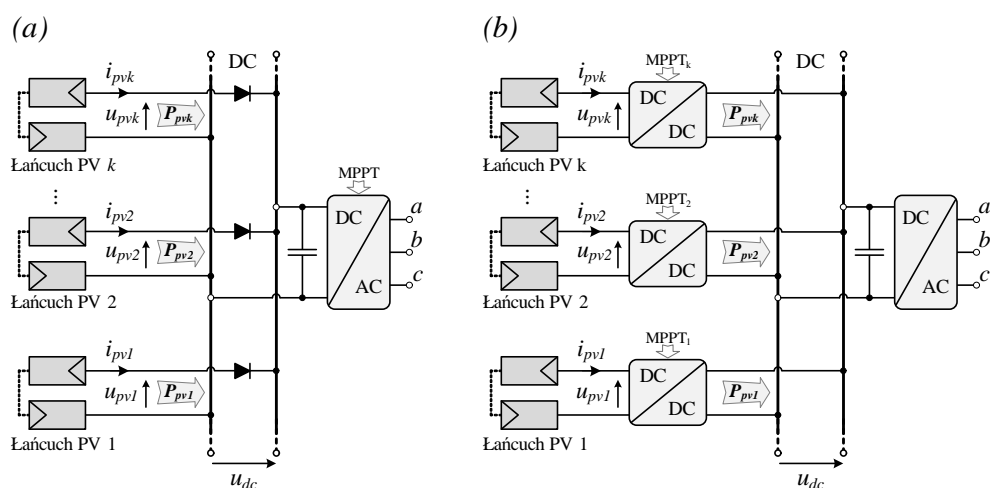 (a)
DC
i_pvk
u_pvk
P_pvk
Łańcuch PV k
MPPT
⋮
i_pv2
u_pv2
P_pv2
Łańcuch PV 2
DC
AC
a
b
c
i_pv1
u_pv1
P_pv1
Łańcuch PV 1
u_dc
(b)
DC
MPPT_k
i_pvk
u_pvk
DC
DC
P_pvk
Łańcuch PV k
⋮
MPPT_2
i_pv2
u_pv2
DC
DC
P_pv2
Łańcuch PV 2
DC
AC
a
b
c
MPPT_1
i_pv1
u_pv1
DC
DC
P_pv1
Łańcuch PV 1
u_dc